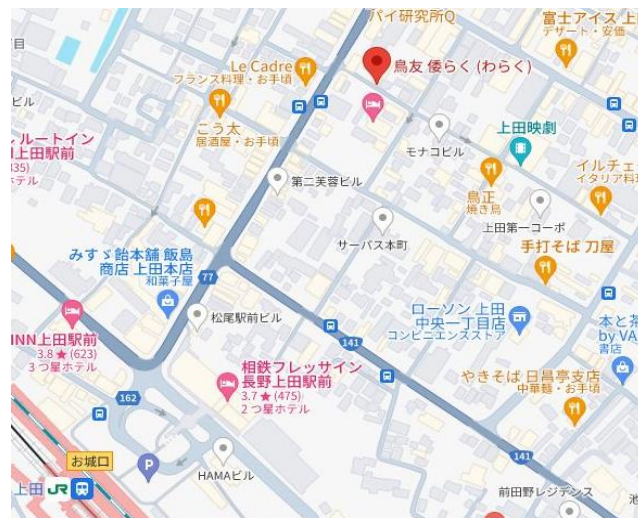 パイ研究所Q
富士アイス 上
デザート・安価
目
Le Cadre
フランス料理・お手頃
鳥友 倭らく (わらく)
ビル
こう太
居酒屋・お手頃
モナコビル
上田映劇
ルートイン
上田駅前
335)
ホテル
第二芙蓉ビル
鳥正
焼き鳥
イルチェ
イタリア料理
上田第一コーポ
サーパス本町
手打そば 刀屋
みすゞ飴本舗 飯島
商店 上田本店
和菓子屋
77
松尾駅前ビル
ローソン 上田
中央一丁目店
コンビニエンスストア
本と茶
by VA
書店
INN上田駅前
3.8★(623)
3 つ星ホテル
141
相鉄フレッサイン
長野上田駅前
3.7★(475)
2 つ星ホテル
やきそば 日昌亭支店
中華麺・お手頃
162
141
お城口
P
HAMAビル
上田 JR
前田野レジデンス
池